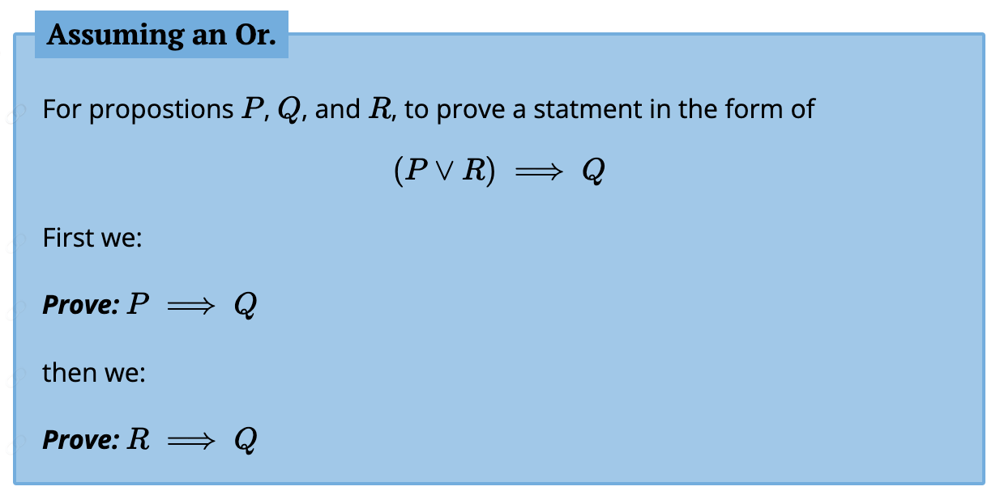 Assuming an Or.
For propostions P, Q, and R, to prove a statment in the form of
(P ∨ R) ⟹ Q
First we:
Prove: P ⟹ Q
then we:
Prove: R ⟹ Q